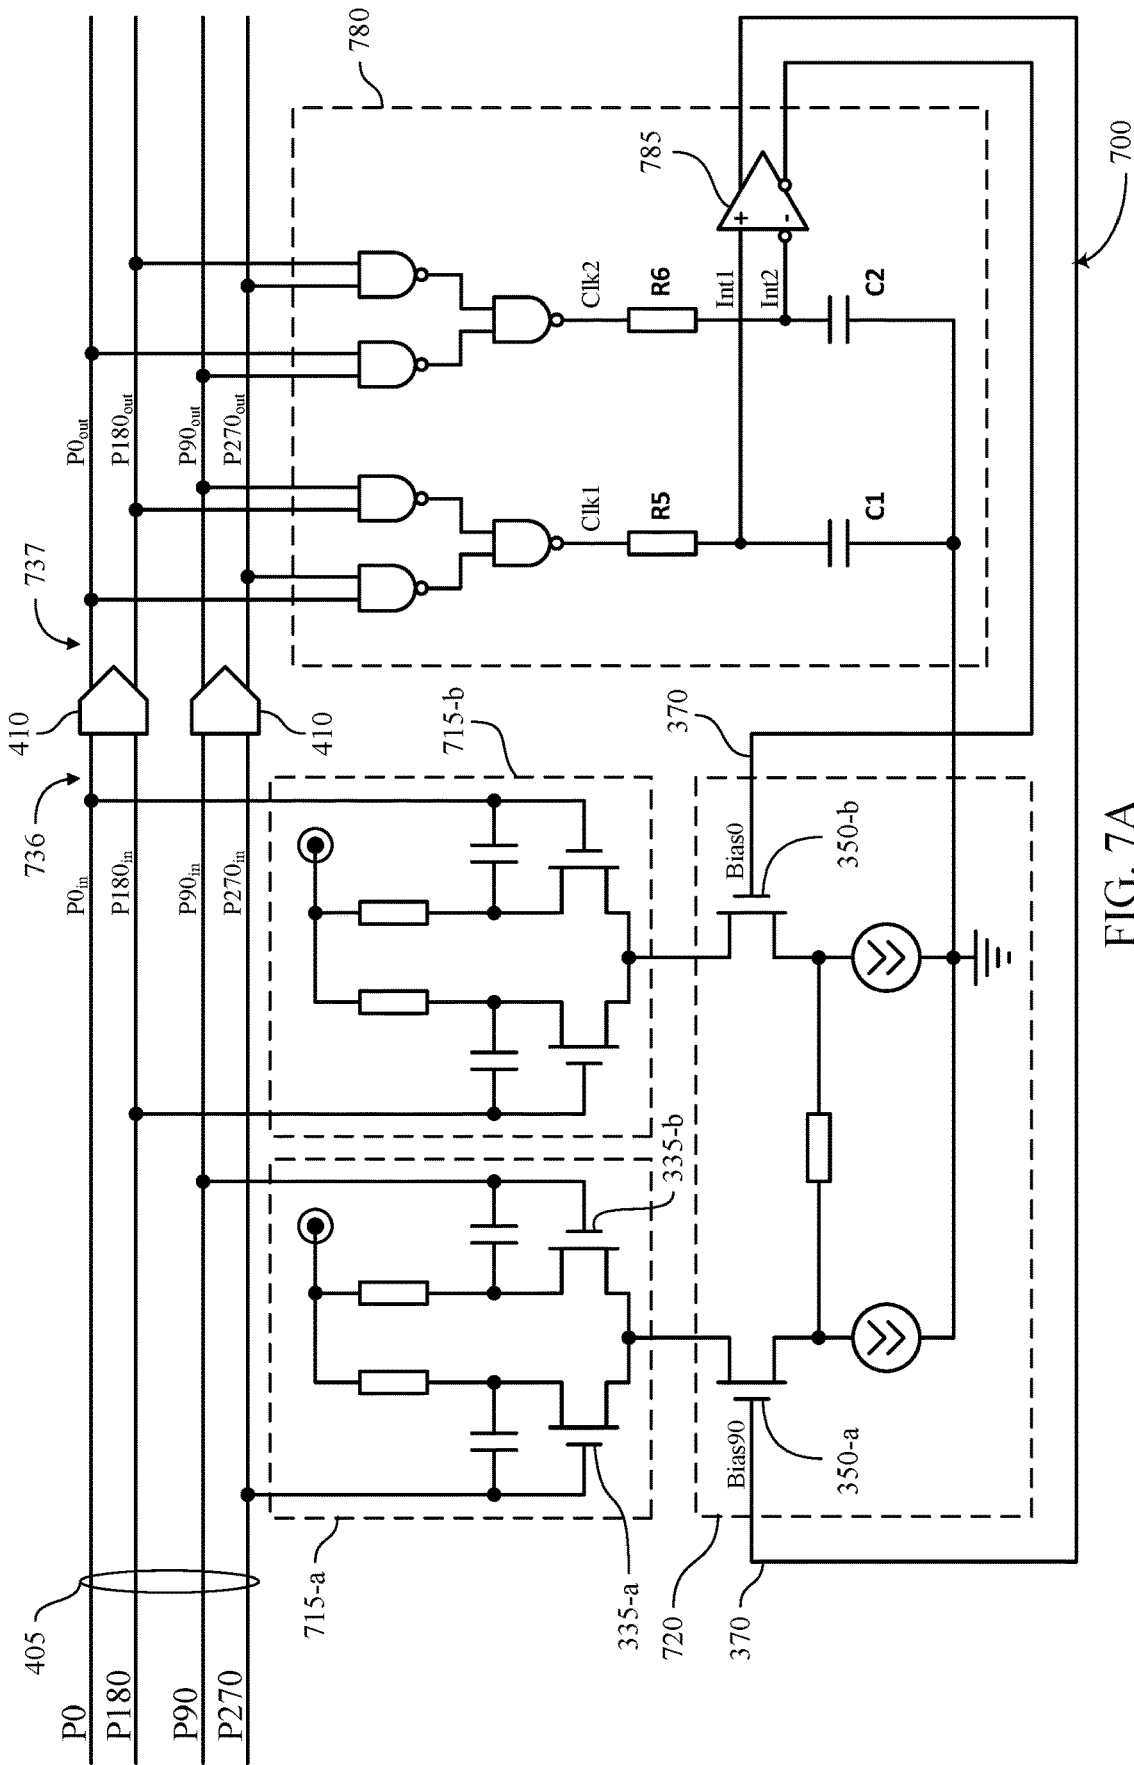 P0
P180
P90
P270
405
736
P0in
P180in
P90in
P270in
410
410
737
P0out
P180out
P90out
P270out
780
715-a
335-a
335-b
715-b
Clk1
R5
C1
Clk2
R6
C2
Int1
Int2
785
+
-
720
370
Bias90
350-a
Bias0
350-b
370
700
FIG. 7A